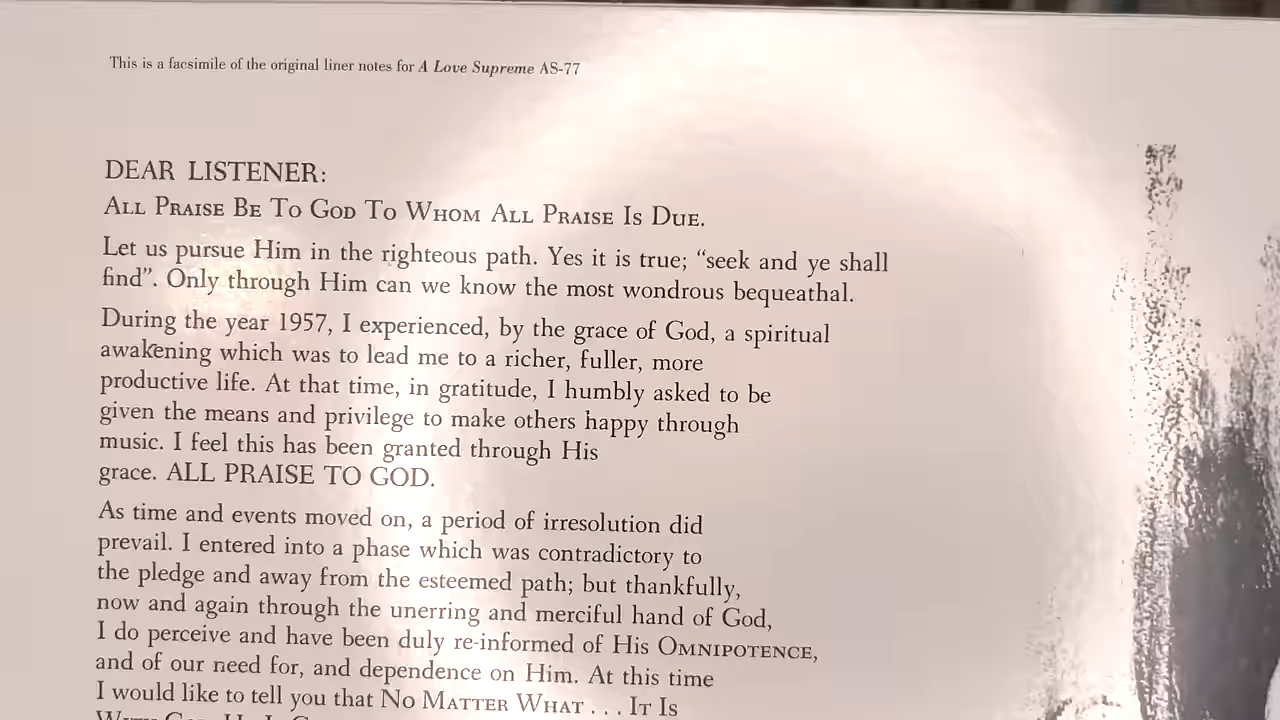 This is a facsimile of the original liner notes for A Love Supreme AS-77
DEAR LISTENER:
ALL PRAISE BE TO GOD TO WHOM ALL PRAISE IS DUE.
Let us pursue Him in the righteous path. Yes it is true; “seek and ye shall
find”. Only through Him can we know the most wondrous bequeathal.
During the year 1957, I experienced, by the grace of God, a spiritual
awakening which was to lead me to a richer, fuller, more
productive life. At that time, in gratitude, I humbly asked to be
given the means and privilege to make others happy through
music. I feel this has been granted through His
grace. ALL PRAISE TO GOD.
As time and events moved on, a period of irresolution did
prevail. I entered into a phase which was contradictory to
the pledge and away from the esteemed path; but thankfully,
now and again through the unerring and merciful hand of God,
I do perceive and have been duly re-informed of His OMNIPOTENCE,
and of our need for, and dependence on Him. At this time
I would like to tell you that NO MATTER WHAT . . . IT IS